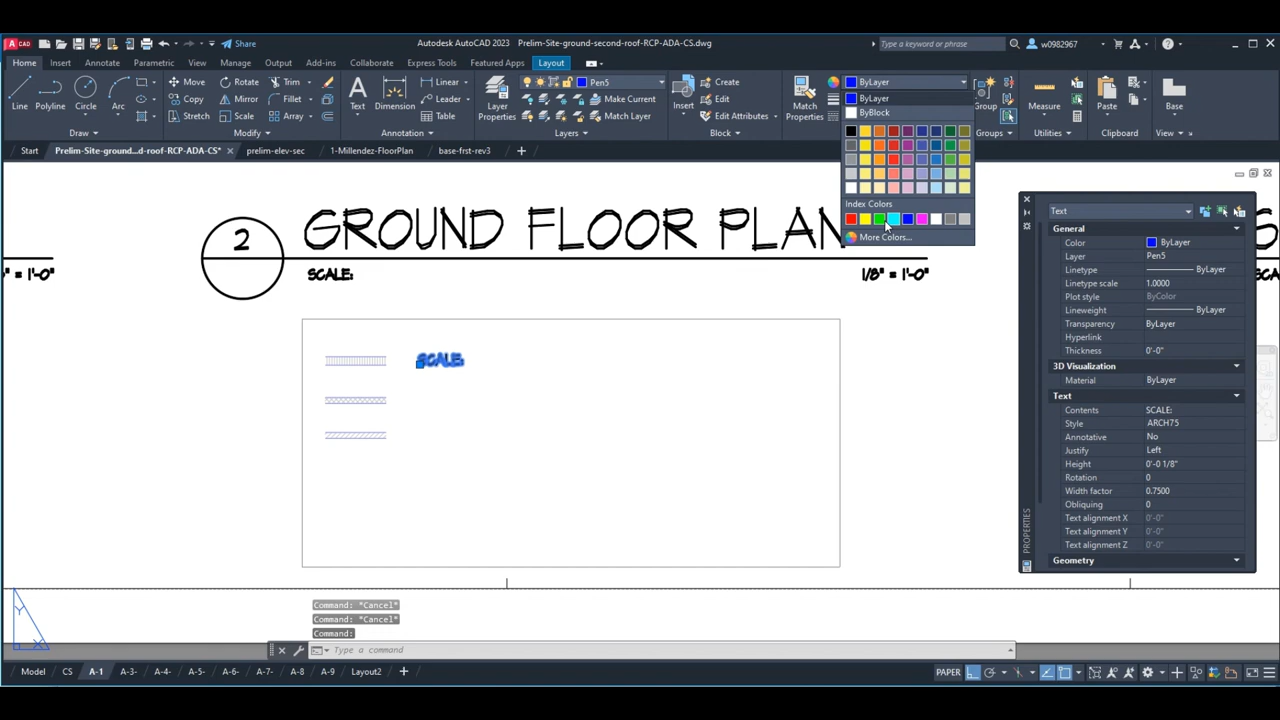 Share
Autodesk AutoCAD 2023 Prelim-Site-ground-second-roof-RCP-ADA-CS.dwg
Type a keyword or phrase
w0982967
Home Insert Annotate Parametric View Manage Output Add-ins Collaborate Express Tools Featured Apps Layout
Line Polyline Circle Arc
Move Rotate Trim
Copy Mirror Fillet
Stretch Scale Array
Text Dimension
Linear
Leader
Table
Layer Properties
Pen5
Make Current
Match Layer
Insert
Create
Edit
Edit Attributes
Match Properties
ByLayer
Group Measure Paste Base
Draw Modify Annotation Layers Block Groups Utilities Clipboard View
ByLayer
ByBlock
Index Colors
More Colors...
Start Prelim-Site-ground...d-roof-RCP-ADA-CS* prelim-elev-sec 1-Millendez-FloorPlan base-frst-rev3
2 GROUND FLOOR PLAN
" = 1'-0" SCALE: 1/8" = 1'-0"
SCALE:
Text
General
Color ByLayer
Layer Pen5
Linetype ByLayer
Linetype scale 1.0000
Plot style ByColor
Lineweight ByLayer
Transparency ByLayer
Hyperlink
Thickness 0'-0"
3D Visualization
Material ByLayer
Text
Contents SCALE:
Style ARCH75
Annotative No
Justify Left
Height 0'-0 1/8"
Rotation 0
Width factor 0.7500
Obliquing 0
Text alignment X 0'-0"
Text alignment Y 0'-0"
Text alignment Z 0'-0"
Geometry
PROPERTIES
Command: *Cancel*
Command: *Cancel*
Command:
Type a command
Y
X
Model CS A-1 A-3- A-4- A-5- A-6- A-7- A-8 A-9 Layout2
PAPER